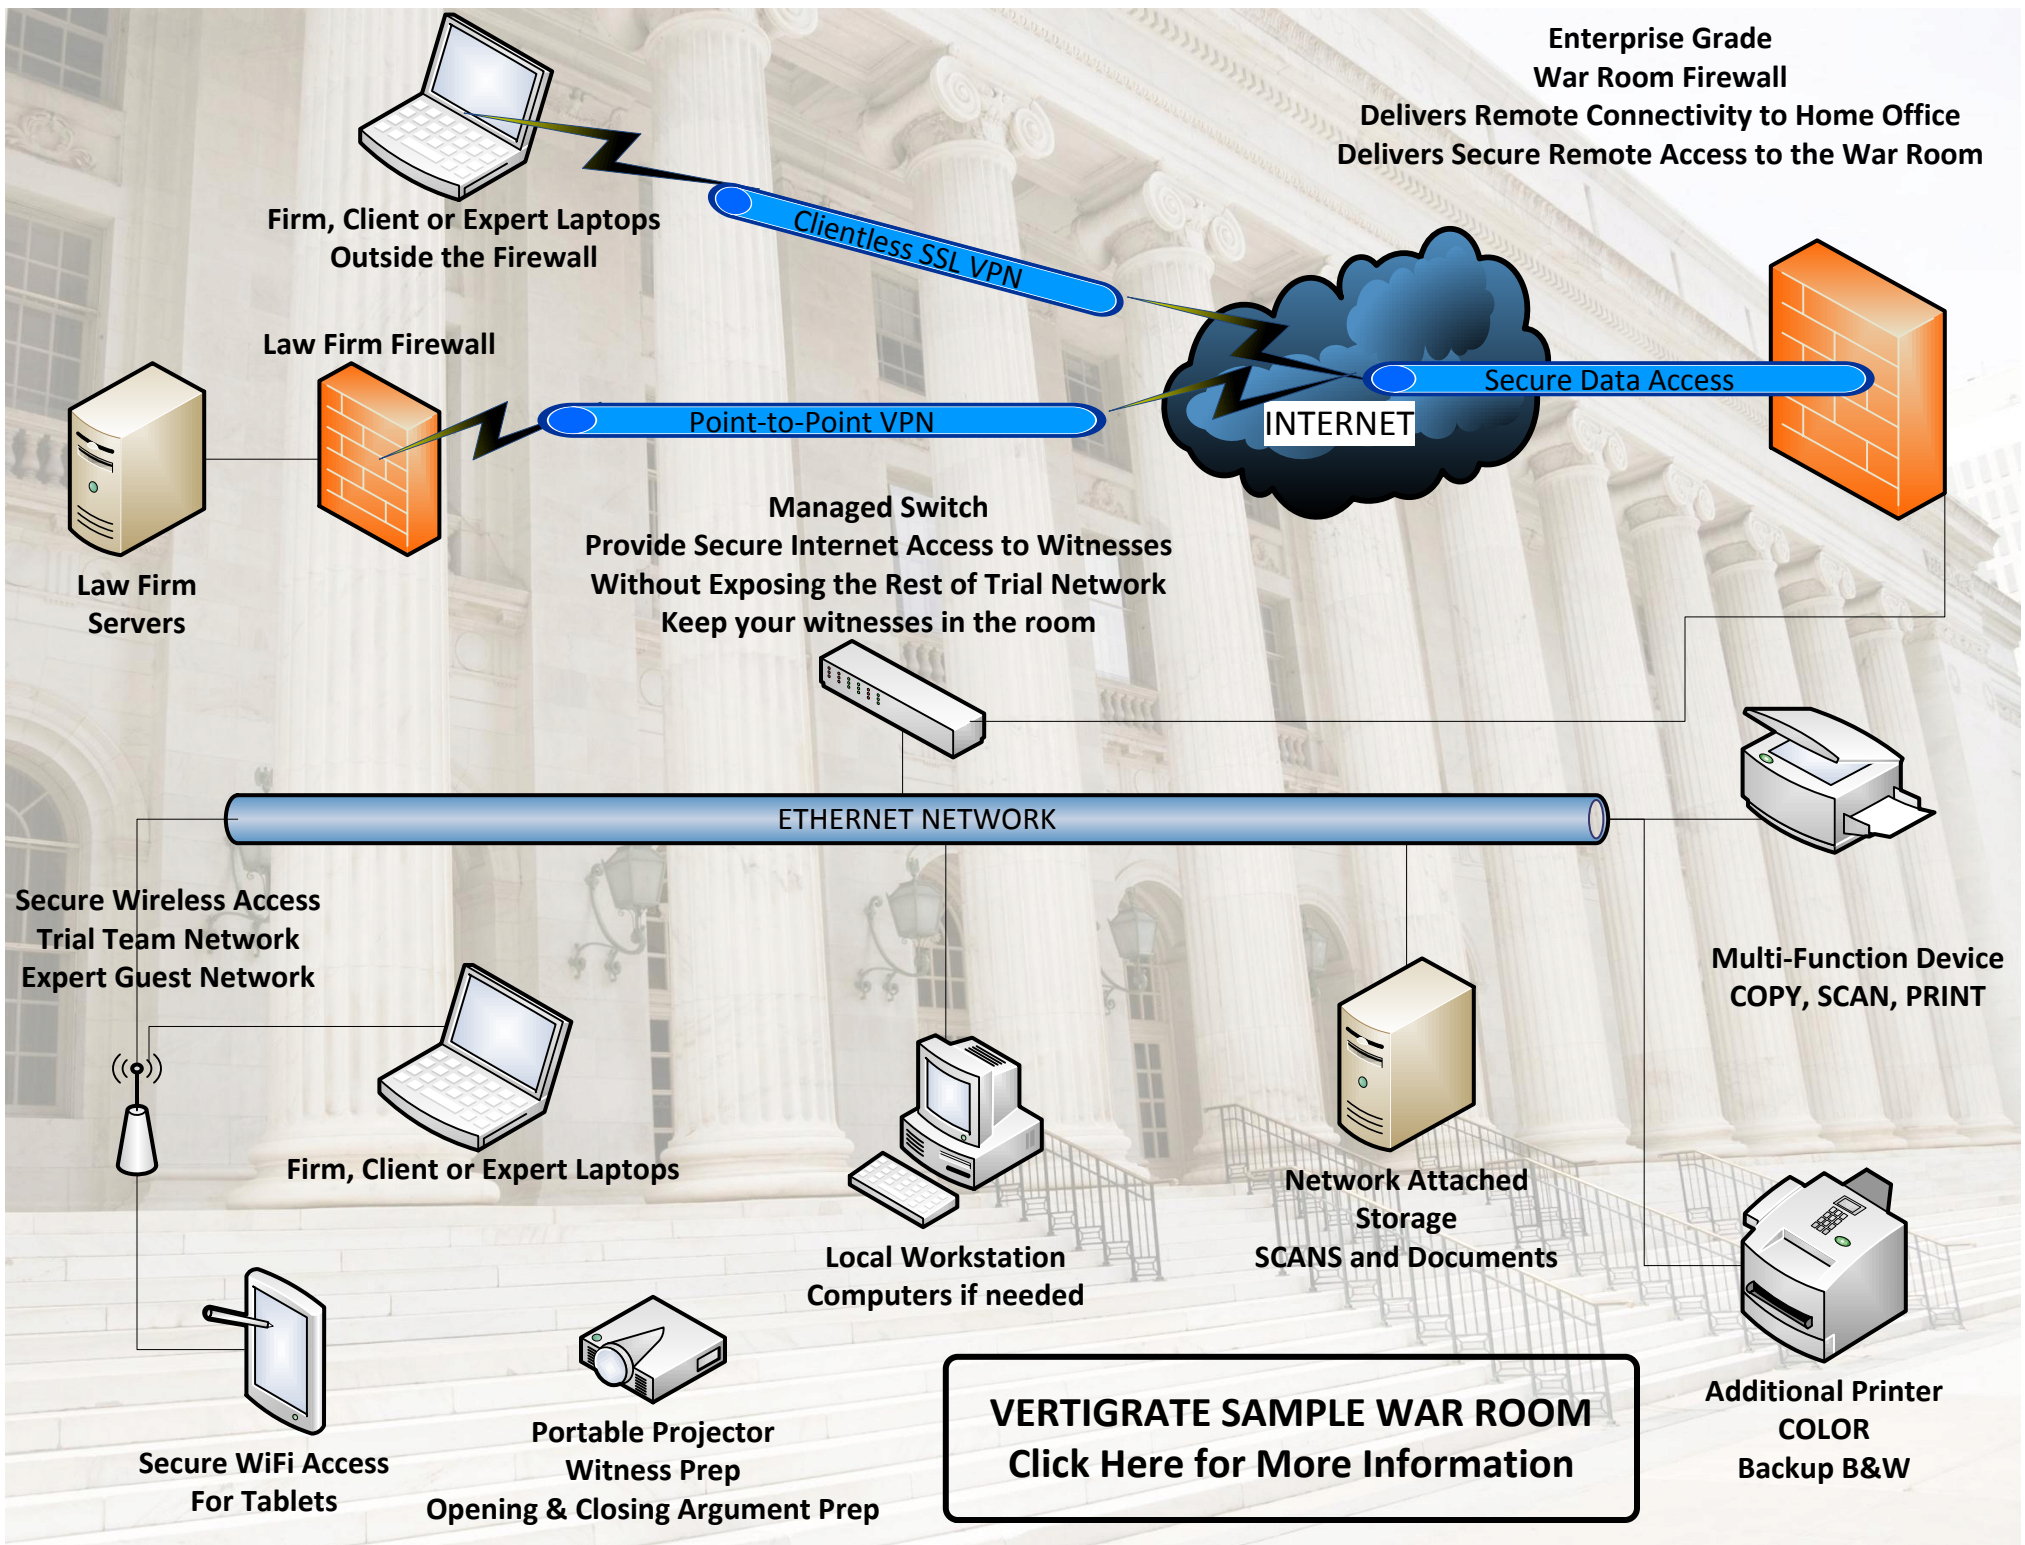 Enterprise Grade
War Room Firewall
Delivers Remote Connectivity to Home Office
Delivers Secure Remote Access to the War Room
Firm, Client or Expert Laptops
Outside the Firewall
Clientless SSL VPN
Law Firm Firewall
Secure Data Access
Point-to-Point VPN
INTERNET
Managed Switch
Provide Secure Internet Access to Witnesses
Without Exposing the Rest of Trial Network
Keep your witnesses in the room
Law Firm
Servers
ETHERNET NETWORK
Secure Wireless Access
Trial Team Network
Expert Guest Network
Multi-Function Device
COPY, SCAN, PRINT
Firm, Client or Expert Laptops
Network Attached
Storage
SCANS and Documents
Local Workstation
Computers if needed
Additional Printer
COLOR
Backup B&W
Secure WiFi Access
For Tablets
Portable Projector
Witness Prep
Opening & Closing Argument Prep
VERTIGRATE SAMPLE WAR ROOM
Click Here for More Information